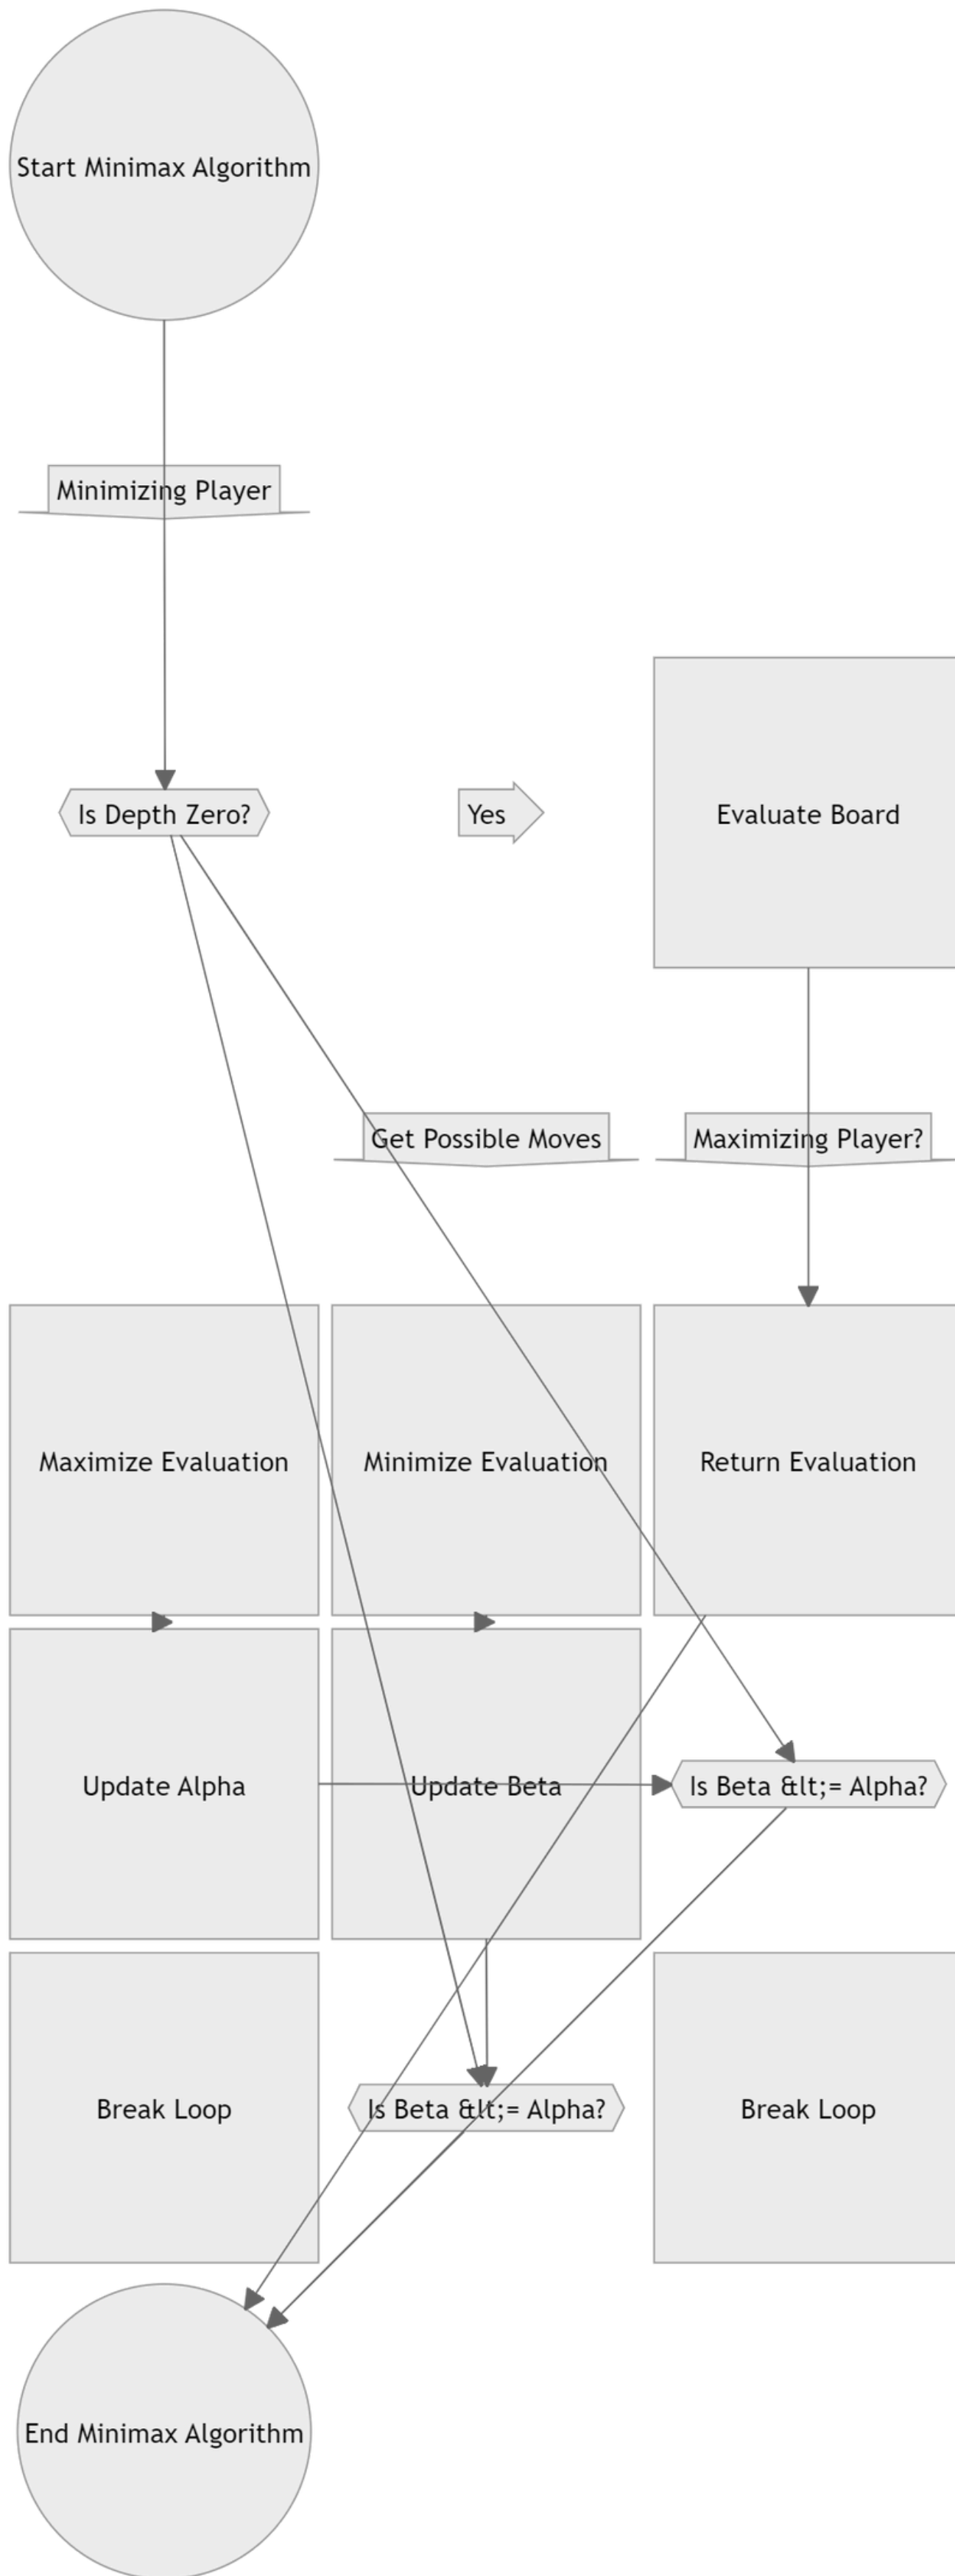 Start Minimax Algorithm
Minimizing Player
Is Depth Zero?
Yes
Evaluate Board
Get Possible Moves
Maximizing Player?
Maximize Evaluation
Minimize Evaluation
Return Evaluation
Update Alpha
Update Beta
Is Beta &lt;= Alpha?
Break Loop
Is Beta &lt;= Alpha?
Break Loop
End Minimax Algorithm